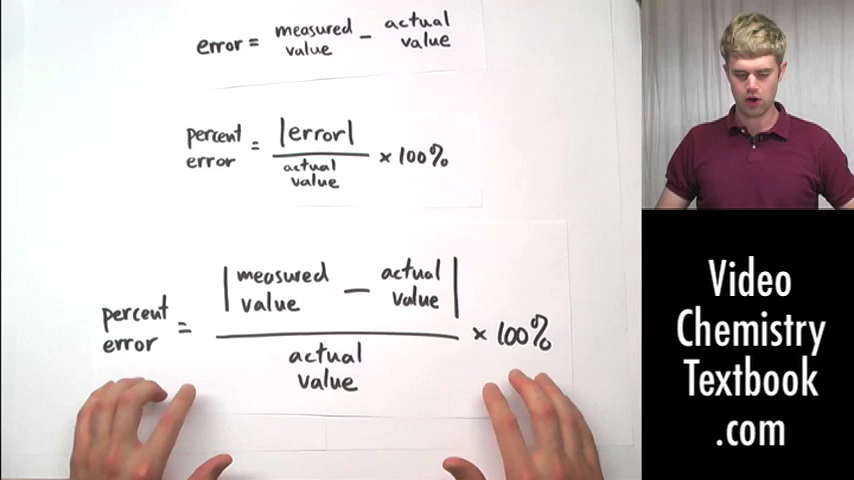 error = measured value - actual value
percent error = |error| / actual value × 100%
percent error = |measured value - actual value| / actual value × 100%
Video
Chemistry
Textbook
.com